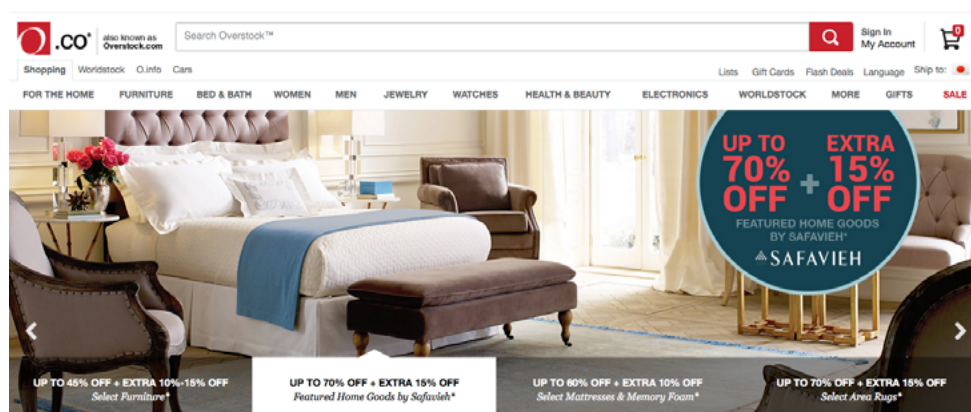 O.co
also known as
Overstock.com
Search Overstock™
Sign In
My Account
0
Shopping Worldstock O.info Cars
Lists Gift Cards Flash Deals Language Ship to:
FOR THE HOME FURNITURE BED & BATH WOMEN MEN JEWELRY WATCHES HEALTH & BEAUTY ELECTRONICS WORLDSTOCK MORE GIFTS SALE
UP TO
70%
OFF
+
EXTRA
15%
OFF
FEATURED HOME GOODS
BY SAFAVIEH*
SAFAVIEH
UP TO 45% OFF + EXTRA 10%-15% OFF
Select Furniture*
UP TO 70% OFF + EXTRA 15% OFF
Featured Home Goods by Safavieh*
UP TO 60% OFF + EXTRA 10% OFF
Select Mattresses & Memory Foam*
UP TO 70% OFF + EXTRA 15% OFF
Select Area Rugs*